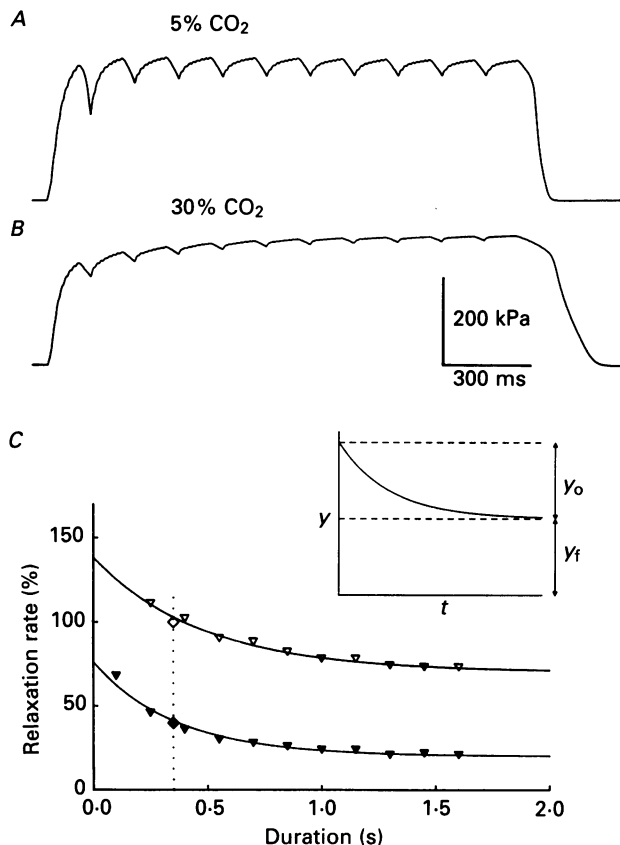 A
5% CO2
B
30% CO2
200 kPa
300 ms
C
yo
y
yf
t
150
100
50
0
Relaxation rate (%)
0·0
0·5
1·0
1·5
2·0
Duration (s)